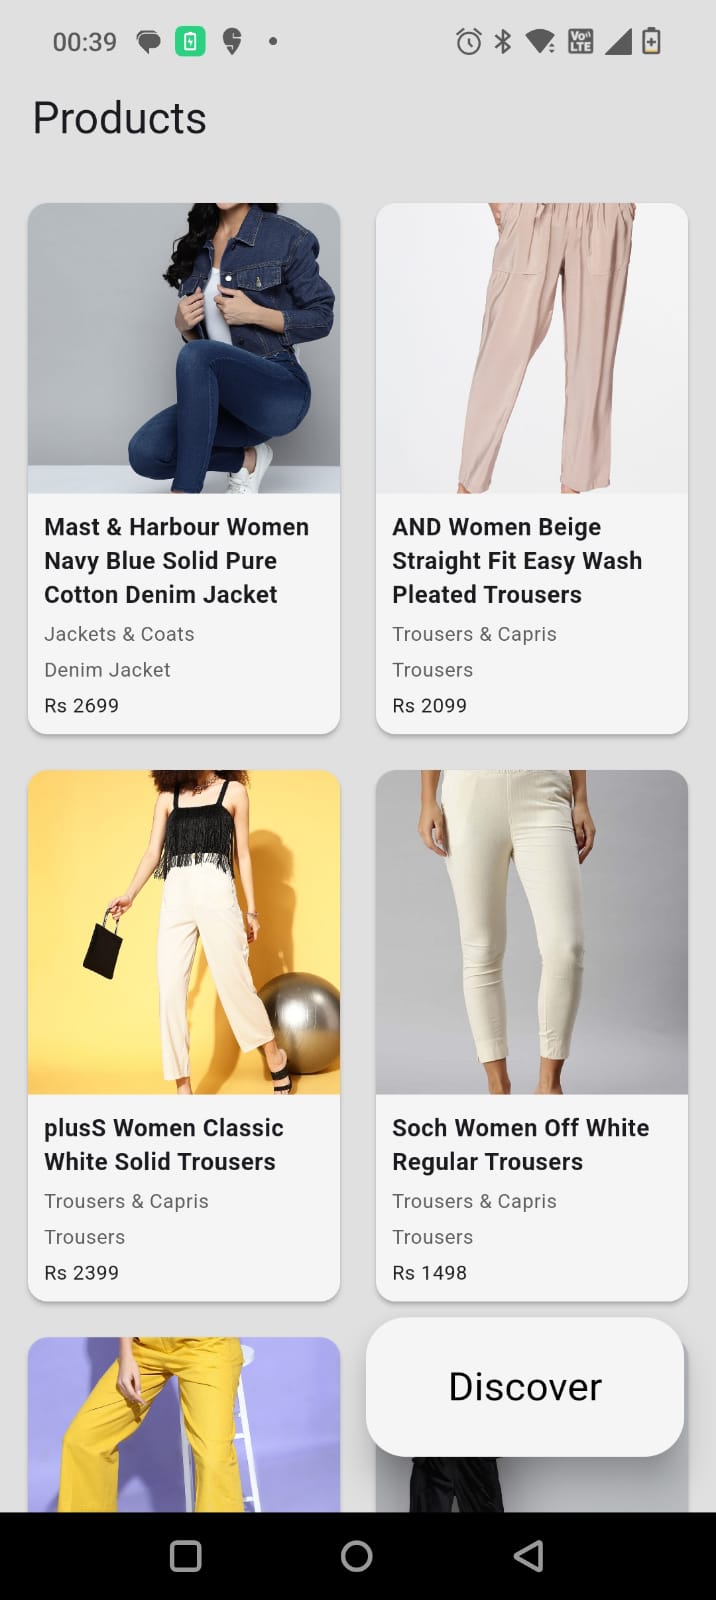 00:39
Vo LTE
Products
Mast & Harbour Women
Navy Blue Solid Pure
Cotton Denim Jacket
Jackets & Coats
Denim Jacket
Rs 2699
AND Women Beige
Straight Fit Easy Wash
Pleated Trousers
Trousers & Capris
Trousers
Rs 2099
plusS Women Classic
White Solid Trousers
Trousers & Capris
Trousers
Rs 2399
Soch Women Off White
Regular Trousers
Trousers & Capris
Trousers
Rs 1498
Discover